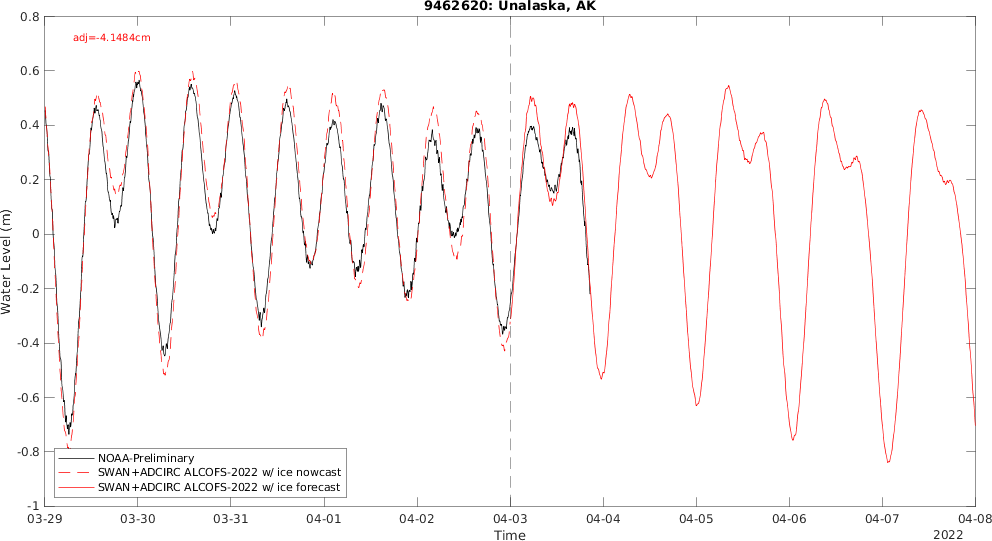 9462620: Unalaska, AK
adj=-4.1484cm
0.8
0.6
0.4
0.2
0
-0.2
-0.4
-0.6
-0.8
-1
Water Level (m)
NOAA-Preliminary
SWAN+ADCIRC ALCOFS-2022 w/ ice nowcast
SWAN+ADCIRC ALCOFS-2022 w/ ice forecast
03-29 03-30 03-31 04-01 04-02 04-03 04-04 04-05 04-06 04-07 04-08
Time
2022